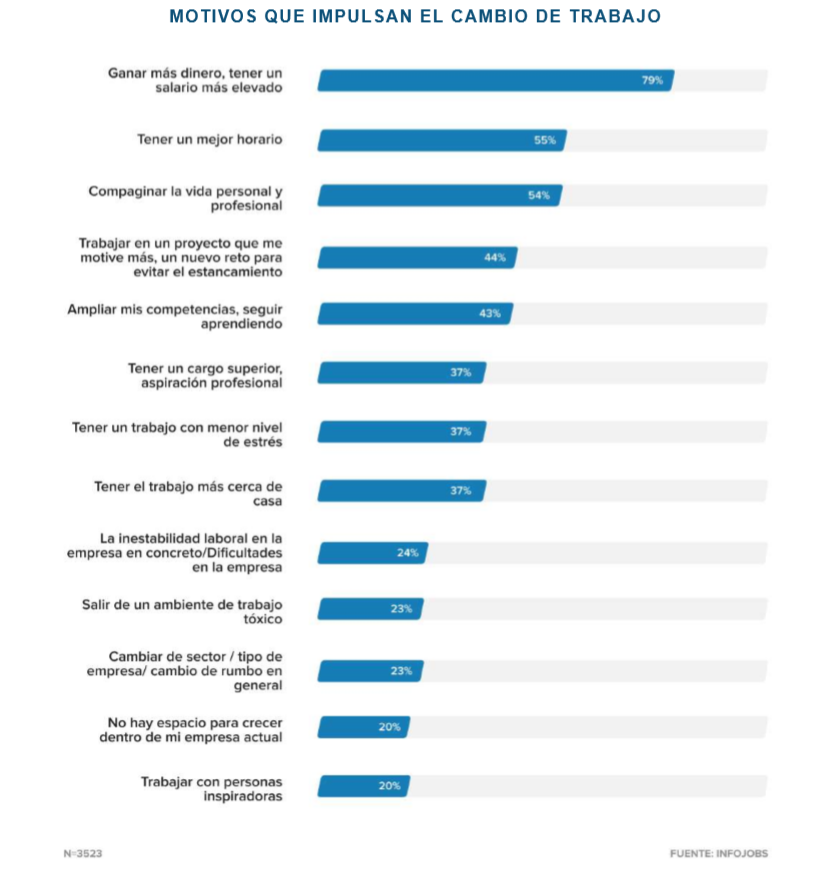 MOTIVOS QUE IMPULSAN EL CAMBIO DE TRABAJO
Ganar más dinero, tener un
salario más elevado
79%
Tener un mejor horario
55%
Compaginar la vida personal y
profesional
54%
Trabajar en un proyecto que me
motive más, un nuevo reto para
evitar el estancamiento
44%
Ampliar mis competencias, seguir
aprendiendo
43%
Tener un cargo superior,
aspiración profesional
37%
Tener un trabajo con menor nivel
de estrés
37%
Tener el trabajo más cerca de
casa
37%
La inestabilidad laboral en la
empresa en concreto/Dificultades
en la empresa
24%
Salir de un ambiente de trabajo
tóxico
23%
Cambiar de sector / tipo de
empresa/ cambio de rumbo en
general
23%
No hay espacio para crecer
dentro de mi empresa actual
20%
Trabajar con personas
inspiradoras
20%
N=3523
FUENTE: INFOJOBS